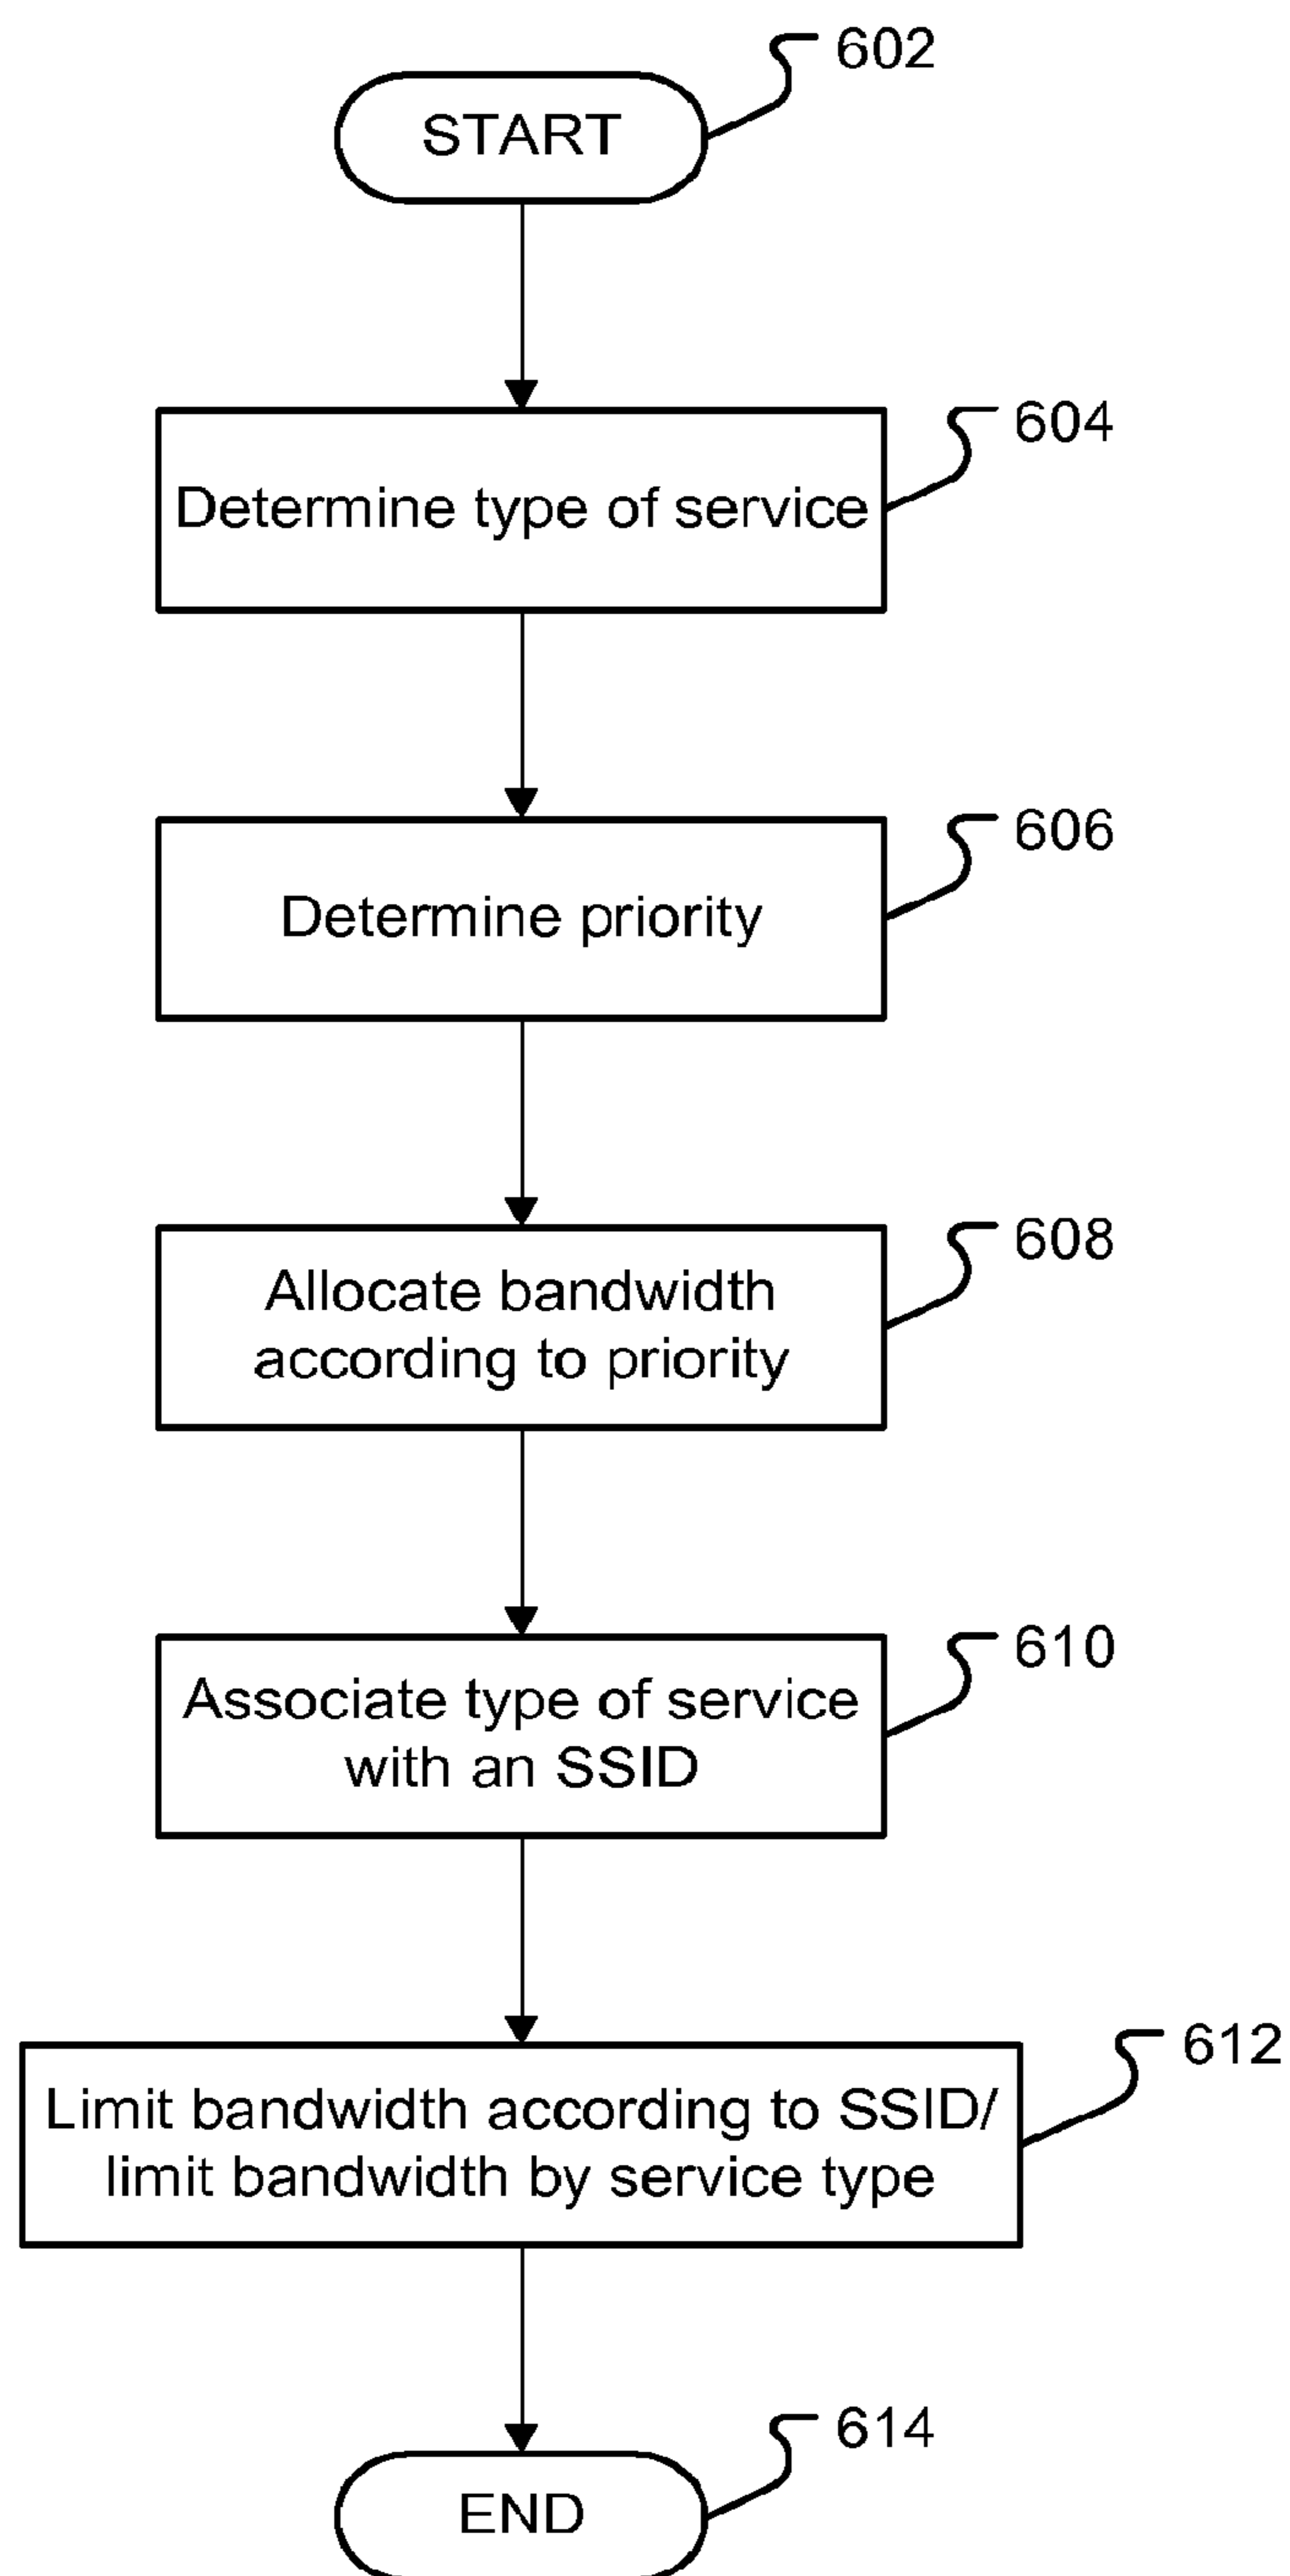 602
START
604
Determine type of service
606
Determine priority
608
Allocate bandwidth
according to priority
610
Associate type of service
with an SSID
612
Limit bandwidth according to SSID/
limit bandwidth by service type
614
END